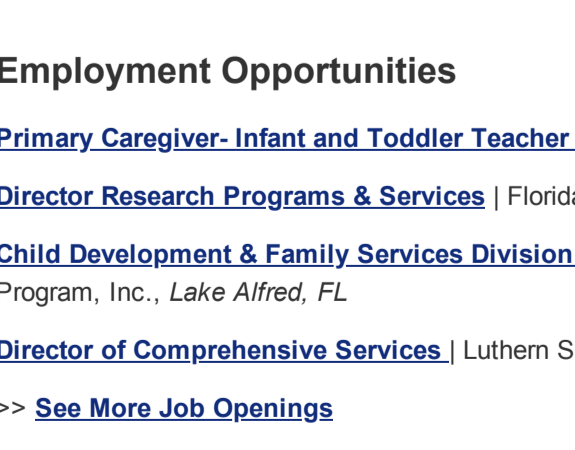 Employment Opportunities
Primary Caregiver- Infant and Toddler Teacher
Director Research Programs & Services | Florida
Child Development & Family Services Division
Program, Inc., Lake Alfred, FL
Director of Comprehensive Services | Luthern S
>> See More Job Openings